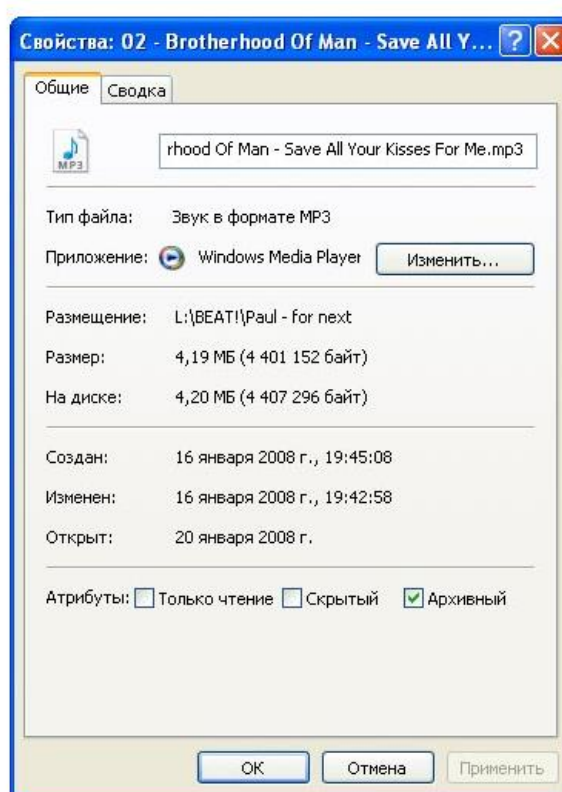 Свойства: 02 - Brotherhood Of Man - Save All Y...
Общие Сводка
MP3 rhood Of Man - Save All Your Kisses For Me.mp3
Тип файла: Звук в формате MP3
Приложение: Windows Media Player Изменить...
Размещение: L:\BEAT!\Paul - for next
Размер: 4,19 МБ (4 401 152 байт)
На диске: 4,20 МБ (4 407 296 байт)
Создан: 16 января 2008 г., 19:45:08
Изменен: 16 января 2008 г., 19:42:58
Открыт: 20 января 2008 г.
Атрибуты: Только чтение Скрытый Архивный
ОК Отмена Применить